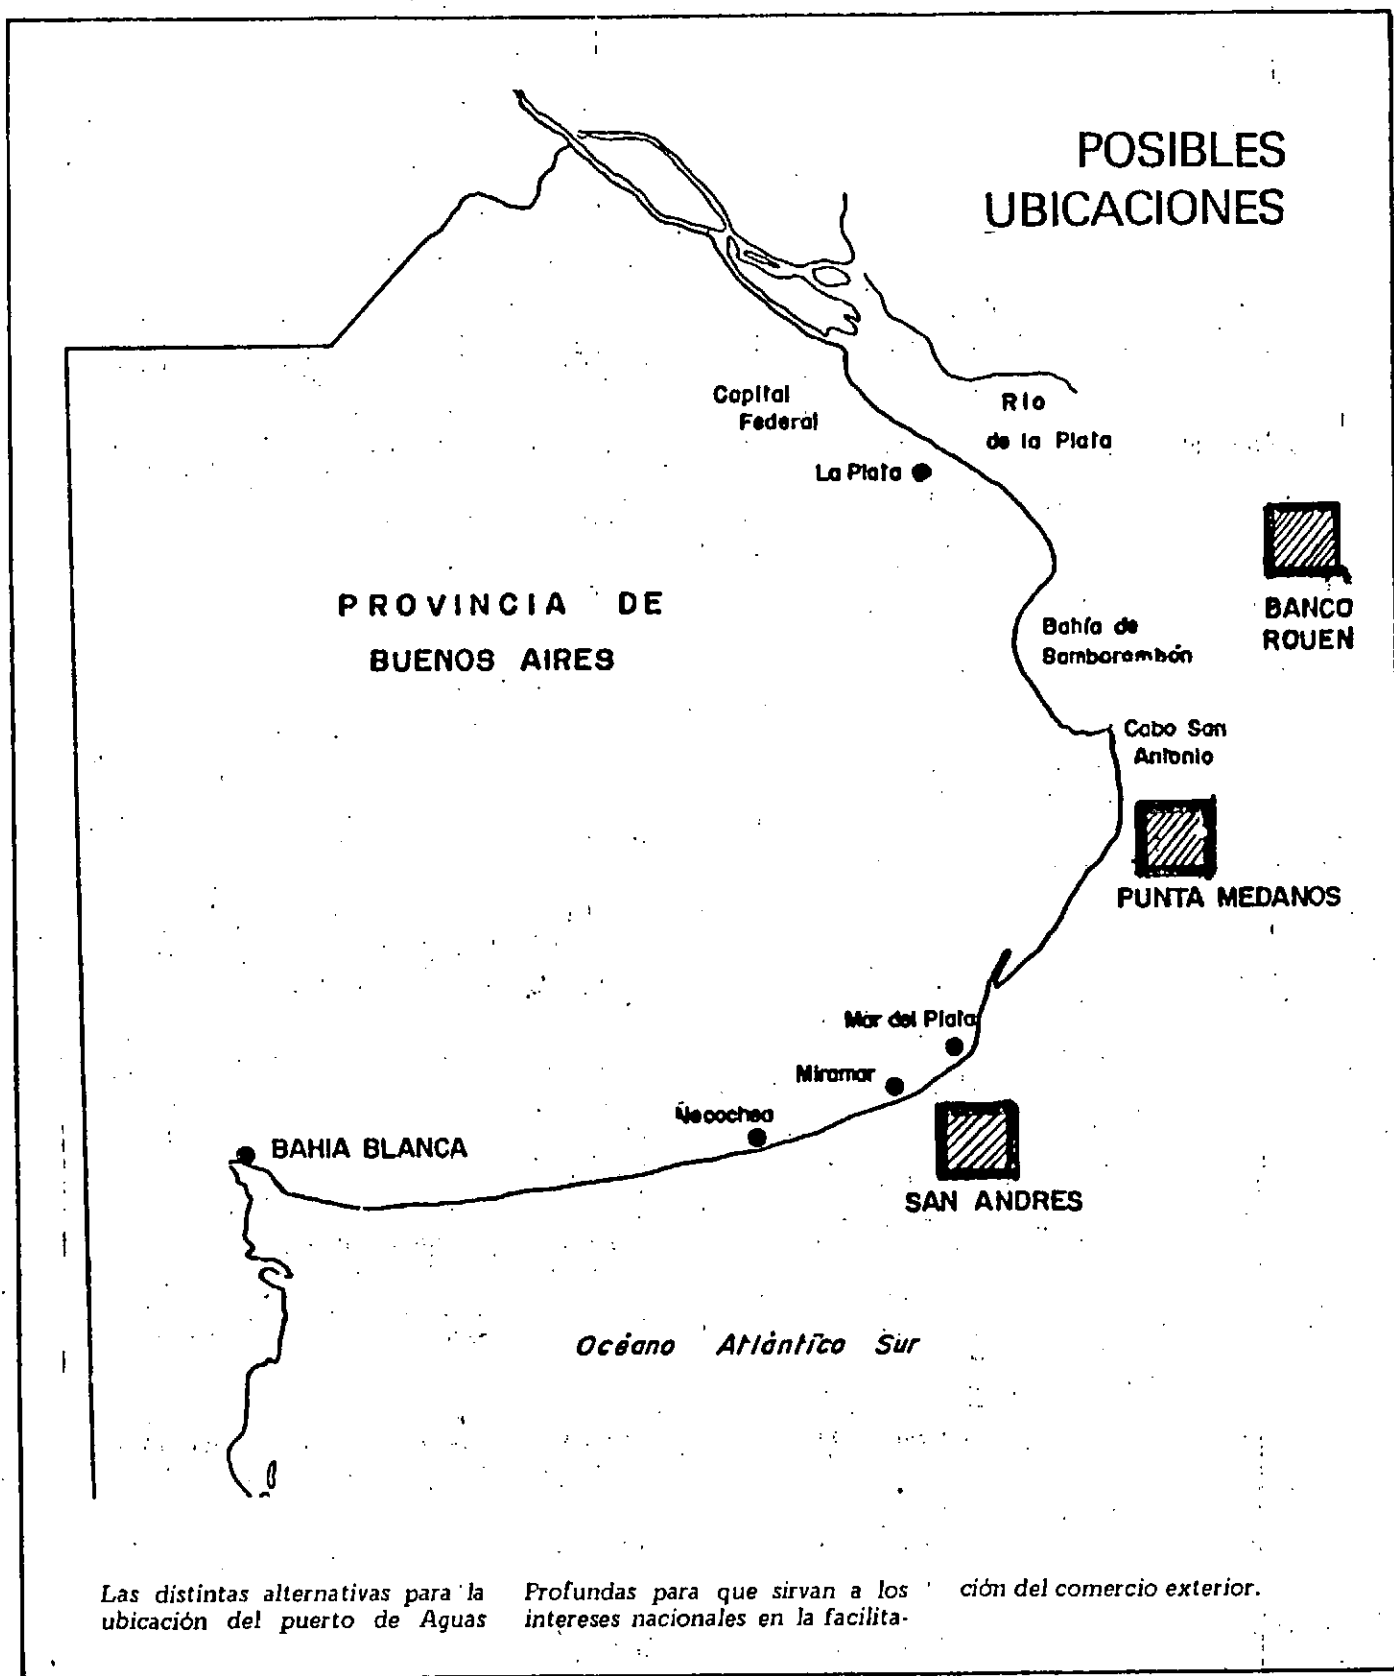 POSIBLES
UBICACIONES
Capital
Federal
Río
de la Plata
La Plata
PROVINCIA DE
BUENOS AIRES
BANCO
ROUEN
Bahía de
Samborombón
Cabo San
Antonio
PUNTA MEDANOS
Mar del Plata
Miramar
Necochea
BAHIA BLANCA
SAN ANDRES
Océano Atlántico Sur
Las distintas alternativas para la
ubicación del puerto de Aguas
Profundas para que sirvan a los
intereses nacionales en la facilita-
ción del comercio exterior.